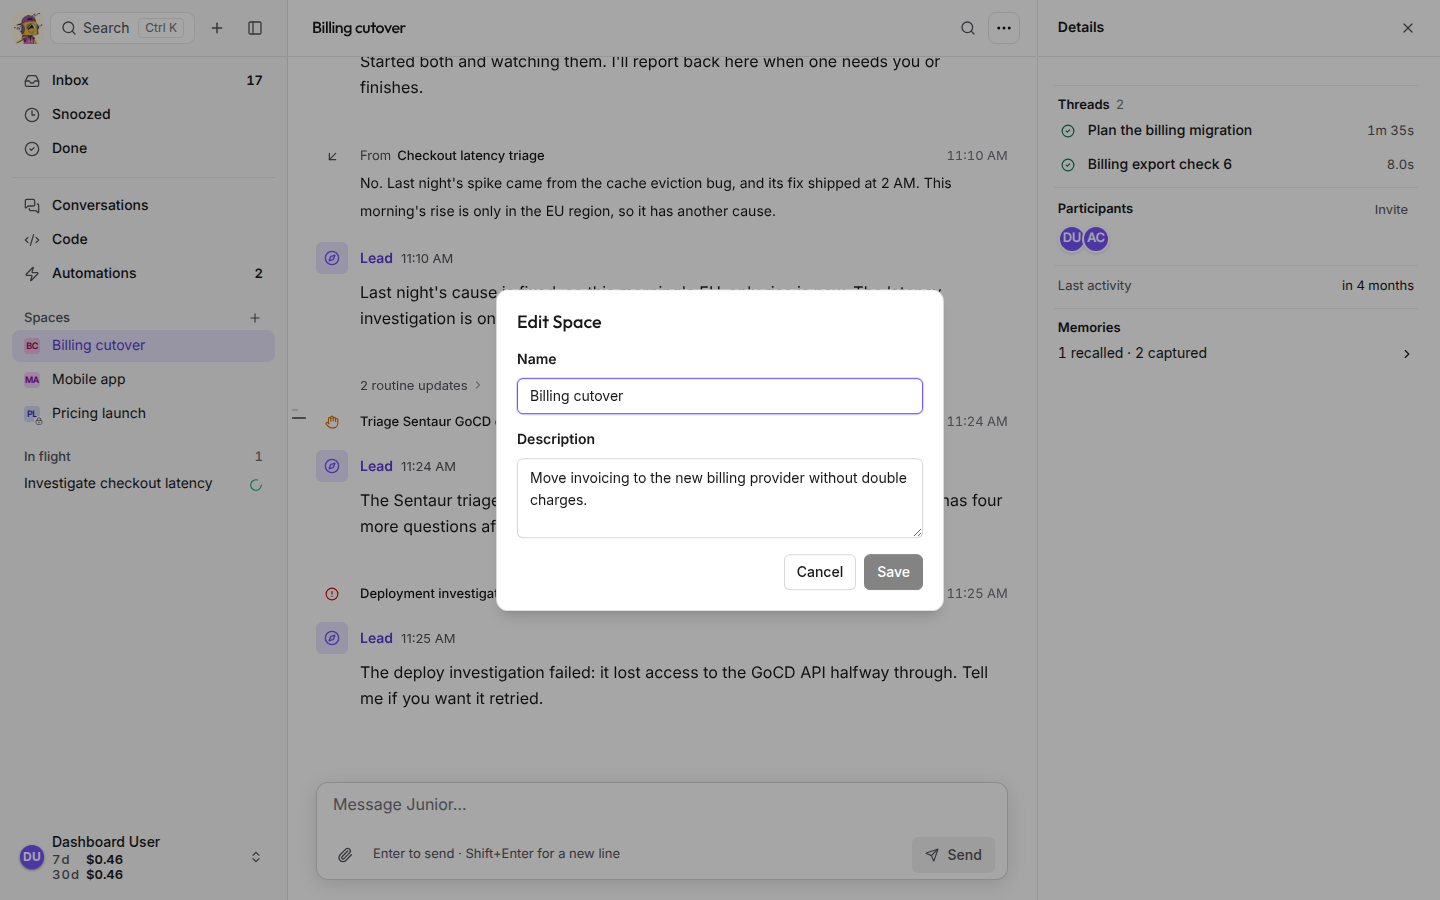 Search Ctrl K
Inbox 17
Snoozed
Done
Conversations
Code
Automations 2
Spaces
BC Billing cutover
MA Mobile app
PL Pricing launch
In flight 1
Investigate checkout latency
DU Dashboard User
7d $0.46
30d $0.46
Billing cutover
Started both and watching them. I'll report back here when one needs you or
finishes.
From Checkout latency triage 11:10 AM
No. Last night's spike came from the cache eviction bug, and its fix shipped at 2 AM. This
morning's rise is only in the EU region, so it has another cause.
Lead 11:10 AM
Last night's cause
investigation is on
2 routine updates
Triage Sentaur GoCD 11:24 AM
Lead 11:24 AM
The Sentaur triage has four
more questions
Deployment 11:25 AM
Lead 11:25 AM
The deploy investigation failed: it lost access to the GoCD API halfway through. Tell
me if you want it retried.
Message Junior...
Enter to send · Shift+Enter for a new line
Send
Edit Space
Name
Billing cutover
Description
Move invoicing to the new billing provider without double
charges.
Cancel Save
Details
Threads 2
Plan the billing migration 1m 35s
Billing export check 6 8.0s
Participants Invite
DU AC
Last activity in 4 months
Memories
1 recalled · 2 captured